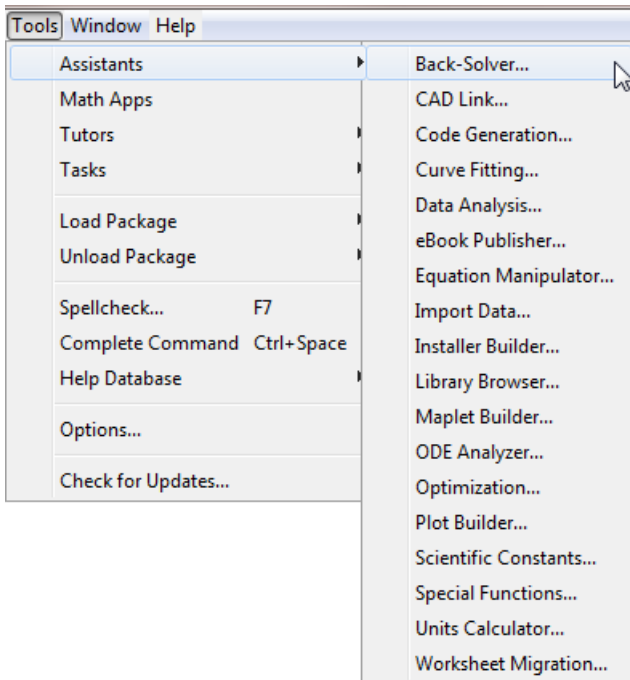 Tools Window Help
Assistants
Math Apps
Tutors
Tasks
Load Package
Unload Package
Spellcheck... F7
Complete Command Ctrl+Space
Help Database
Options...
Check for Updates...
Back-Solver...
CAD Link...
Code Generation...
Curve Fitting...
Data Analysis...
eBook Publisher...
Equation Manipulator...
Import Data...
Installer Builder...
Library Browser...
Maplet Builder...
ODE Analyzer...
Optimization...
Plot Builder...
Scientific Constants...
Special Functions...
Units Calculator...
Worksheet Migration...